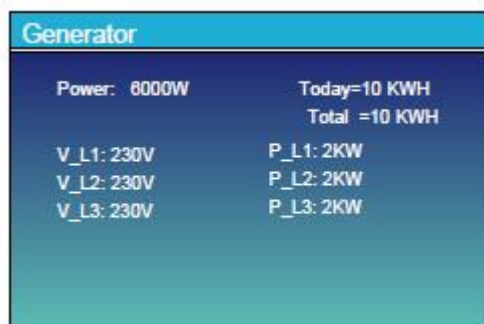 Generator
Power: 6000W Today=10 KWH
Total =10 KWH
V_L1: 230V P_L1: 2KW
V_L2: 230V P_L2: 2KW
V_L3: 230V P_L3: 2KW